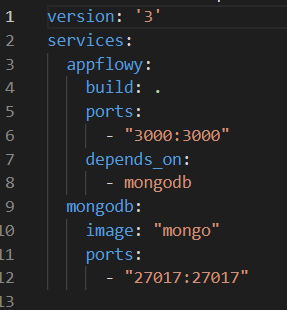 1 version: '3'
2 services:
3   appflowy:
4     build: .
5     ports:
6       - "3000:3000"
7     depends_on:
8       - mongodb
9   mongodb:
10     image: "mongo"
11     ports:
12       - "27017:27017"
13